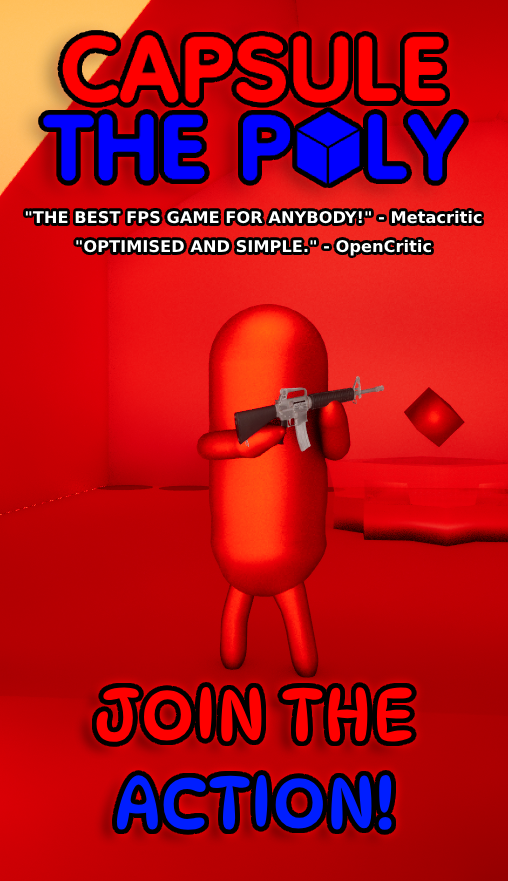 CAPSULE
THE POLY
"THE BEST FPS GAME FOR ANYBODY!" - Metacritic
"OPTIMISED AND SIMPLE." - OpenCritic
JOIN THE
ACTION!